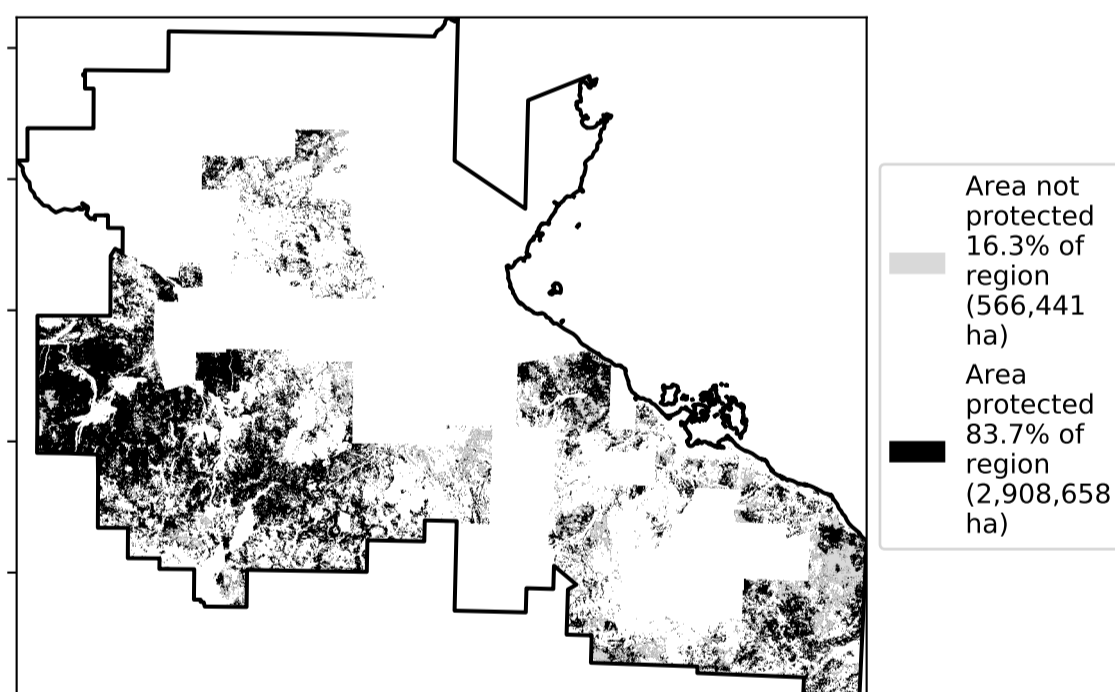 Area not
protected
16.3% of
region
(566,441
ha)
Area
protected
83.7% of
region
(2,908,658
ha)